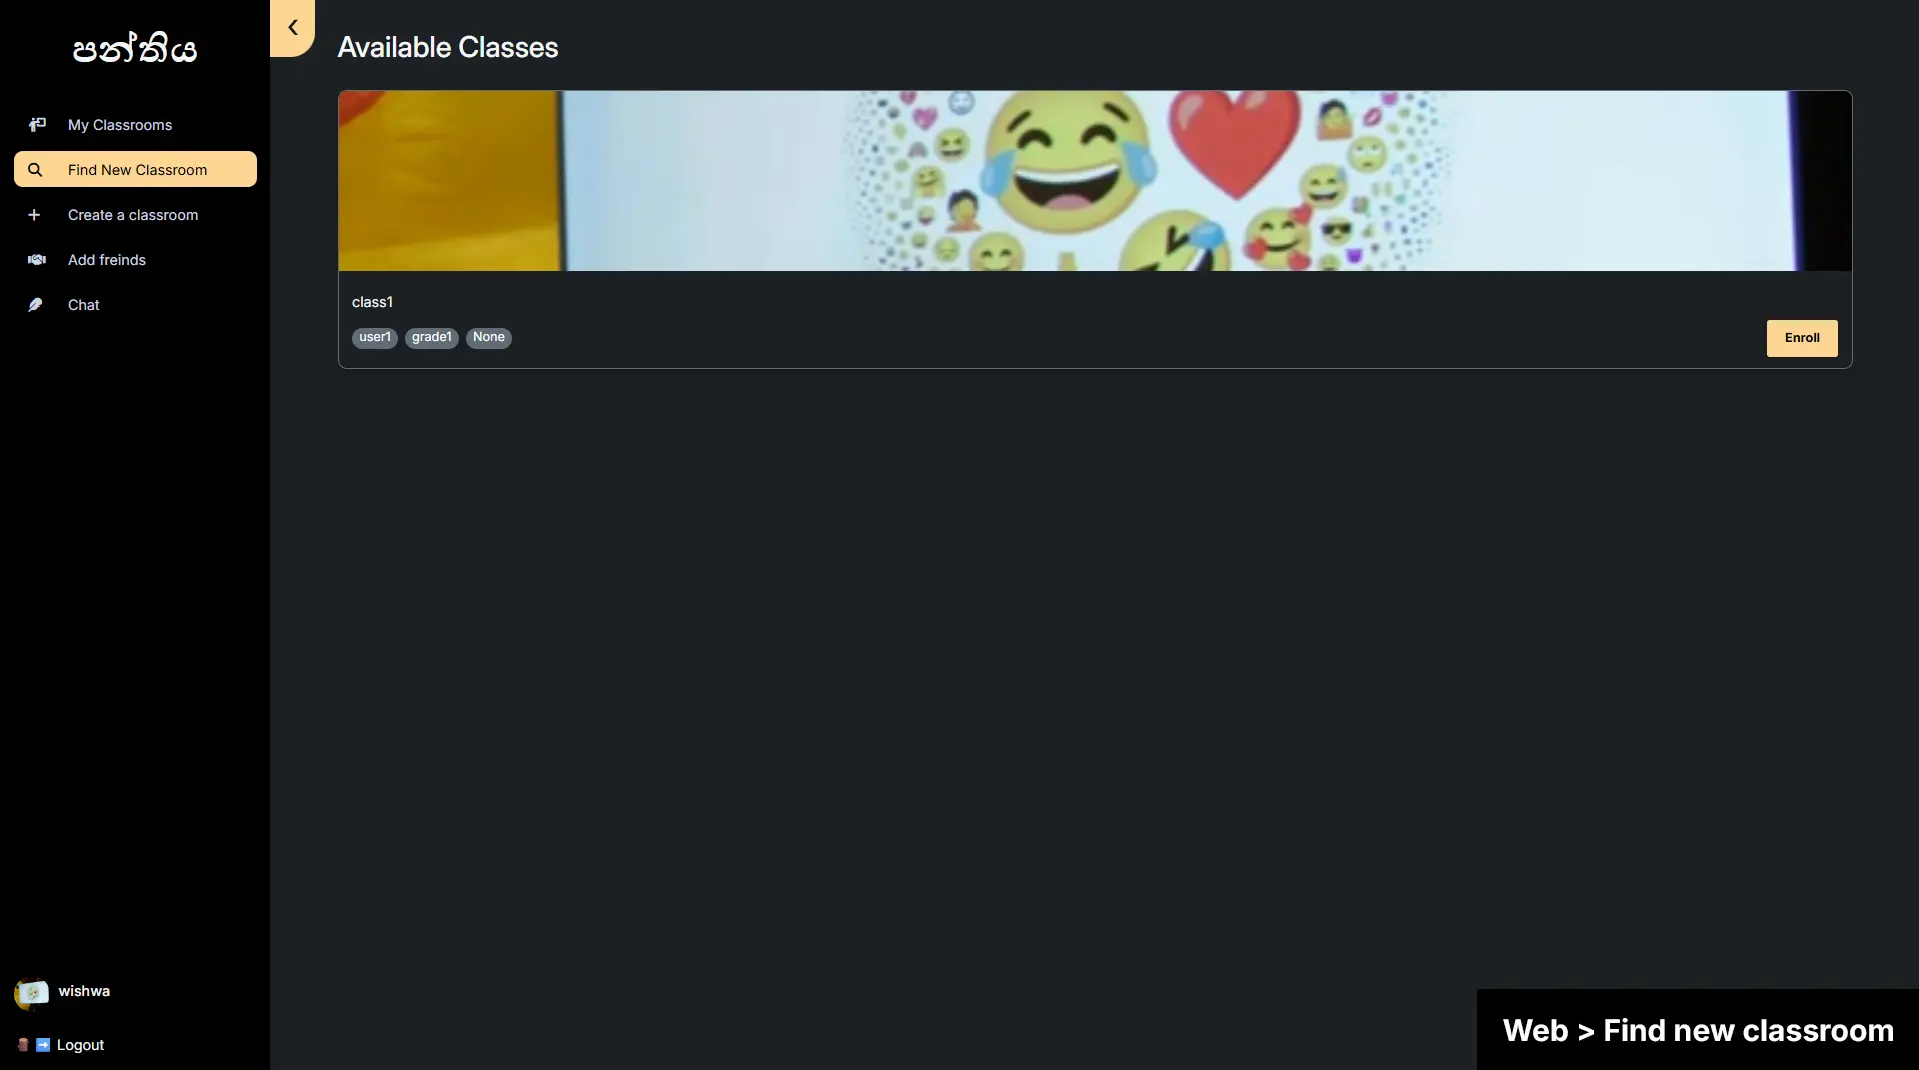 පන්තිය
My Classrooms
Find New Classroom
Create a classroom
Add freinds
Chat
wishwa
Logout
Available Classes
class1
user1 grade1 None
Enroll
Web > Find new classroom